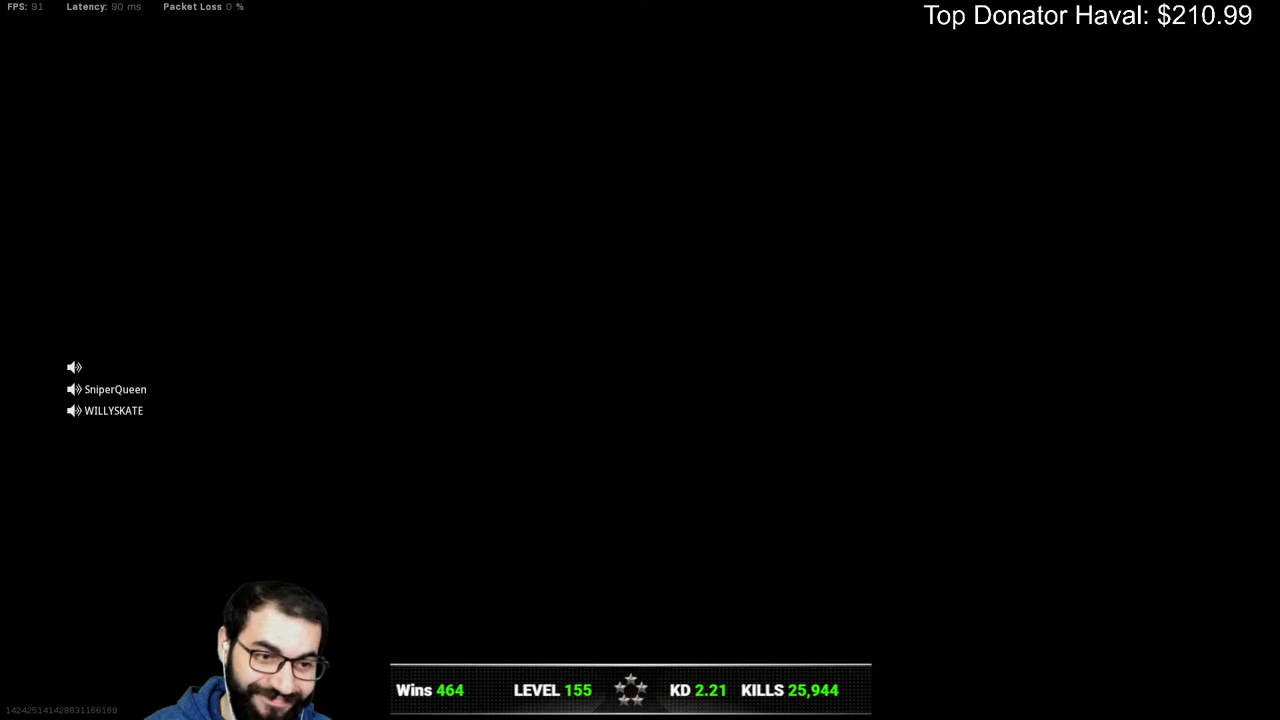 FPS: 91 Latency: 90 ms Packet Loss 0 %
Top Donator Haval: $210.99
SniperQueen
WILLYSKATE
Wins 464 LEVEL 155 KD 2.21 KILLS 25,944